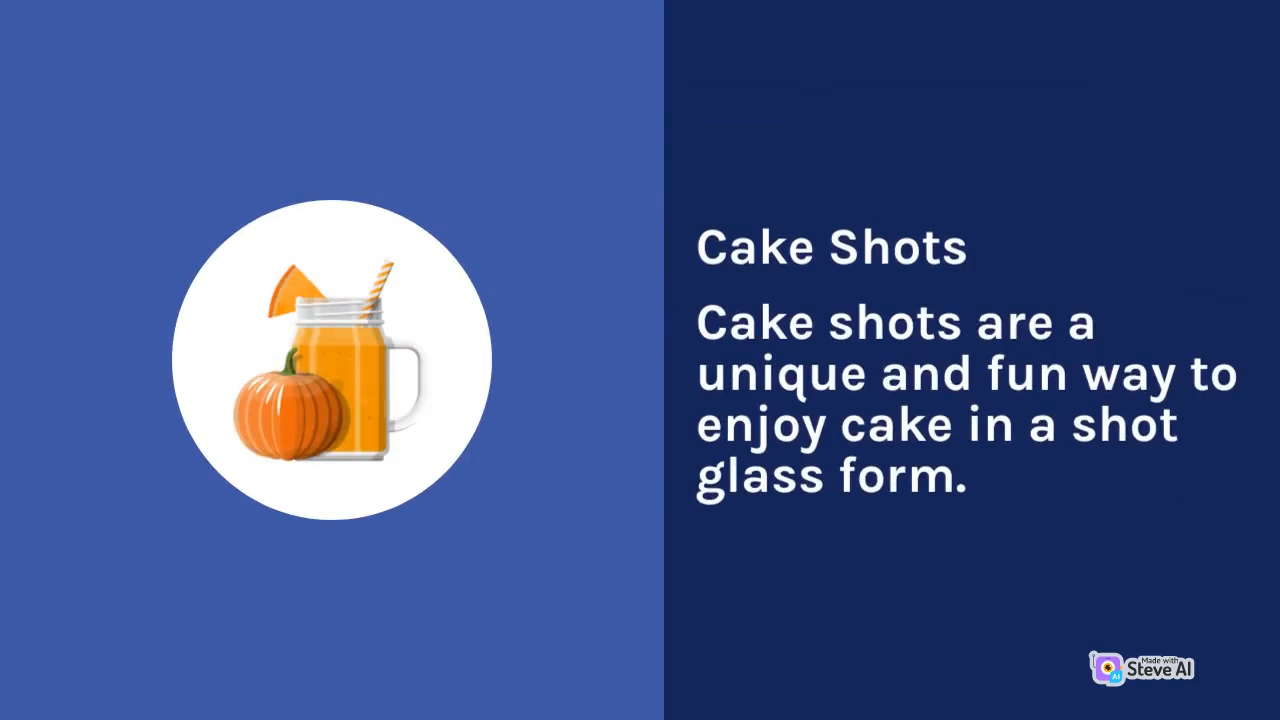 Cake Shots
Cake shots are a
unique and fun way to
enjoy cake in a shot
glass form.
Made with
Steve AI
AI